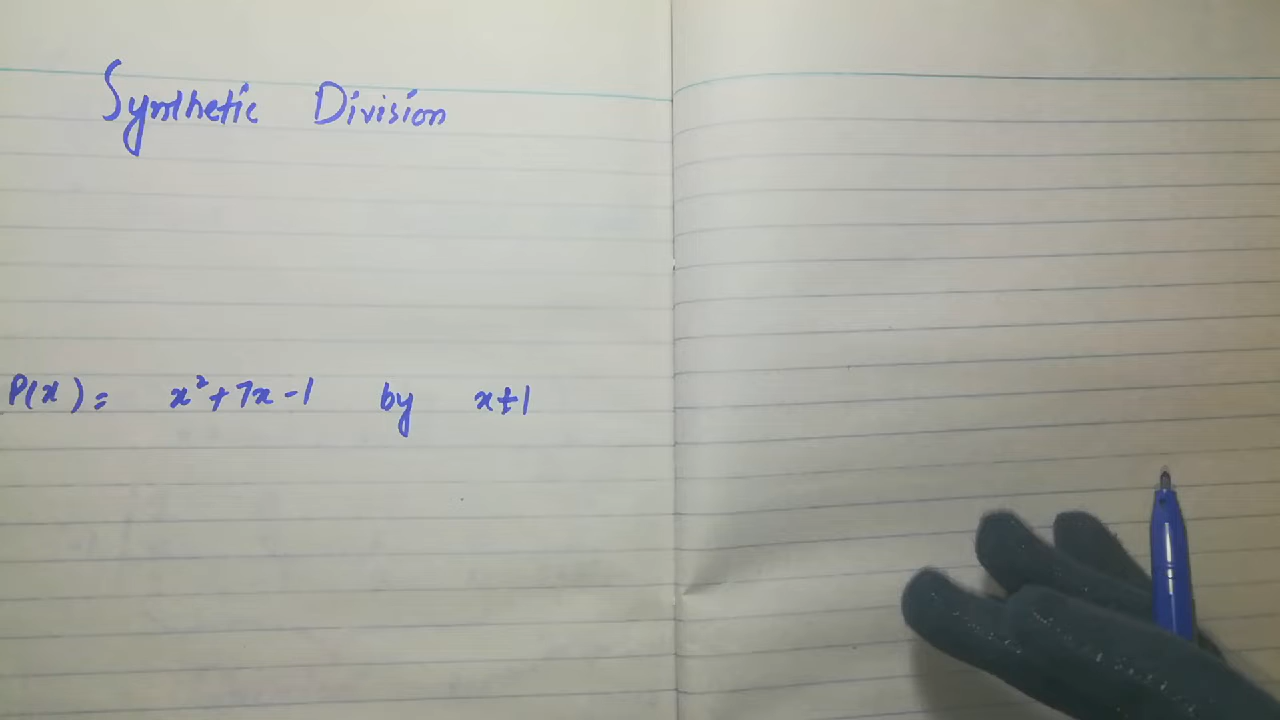 Synthetic Division
P(x) = x² + 7x - 1 by x+1